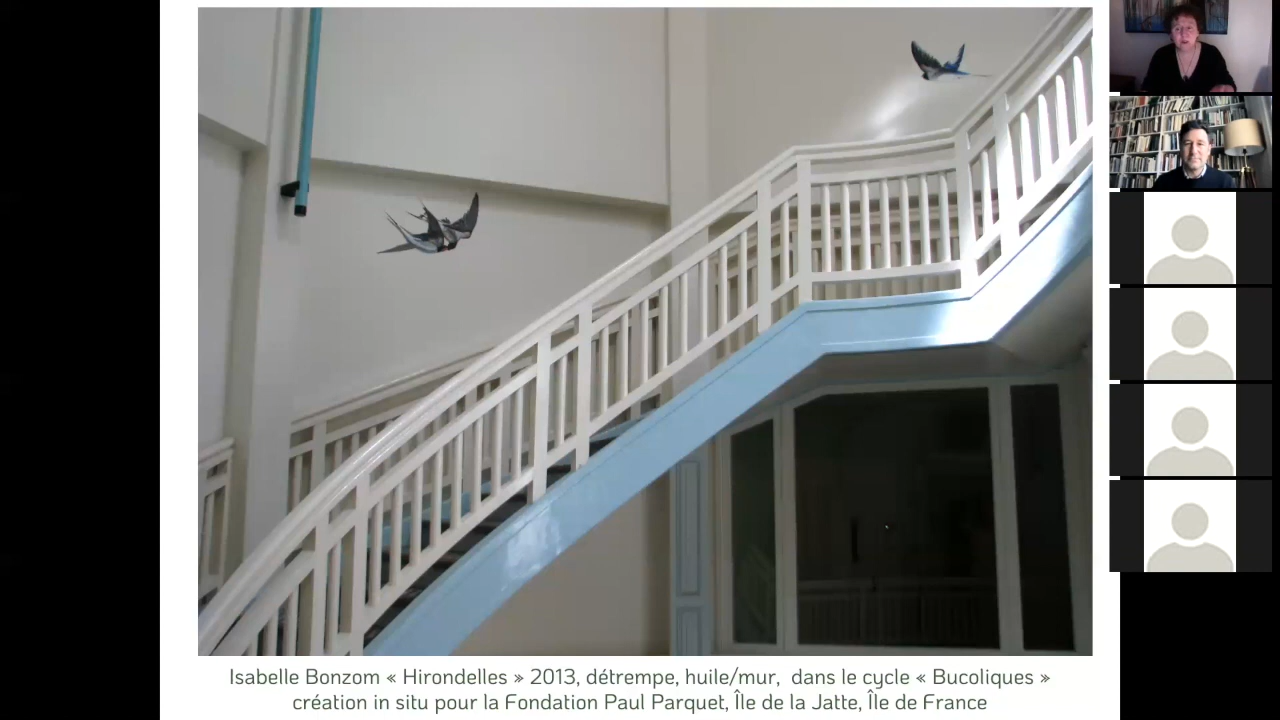 Isabelle Bonzom « Hirondelles » 2013, détrempe, huile/mur, dans le cycle « Bucoliques »
création in situ pour la Fondation Paul Parquet, Île de la Jatte, Île de France